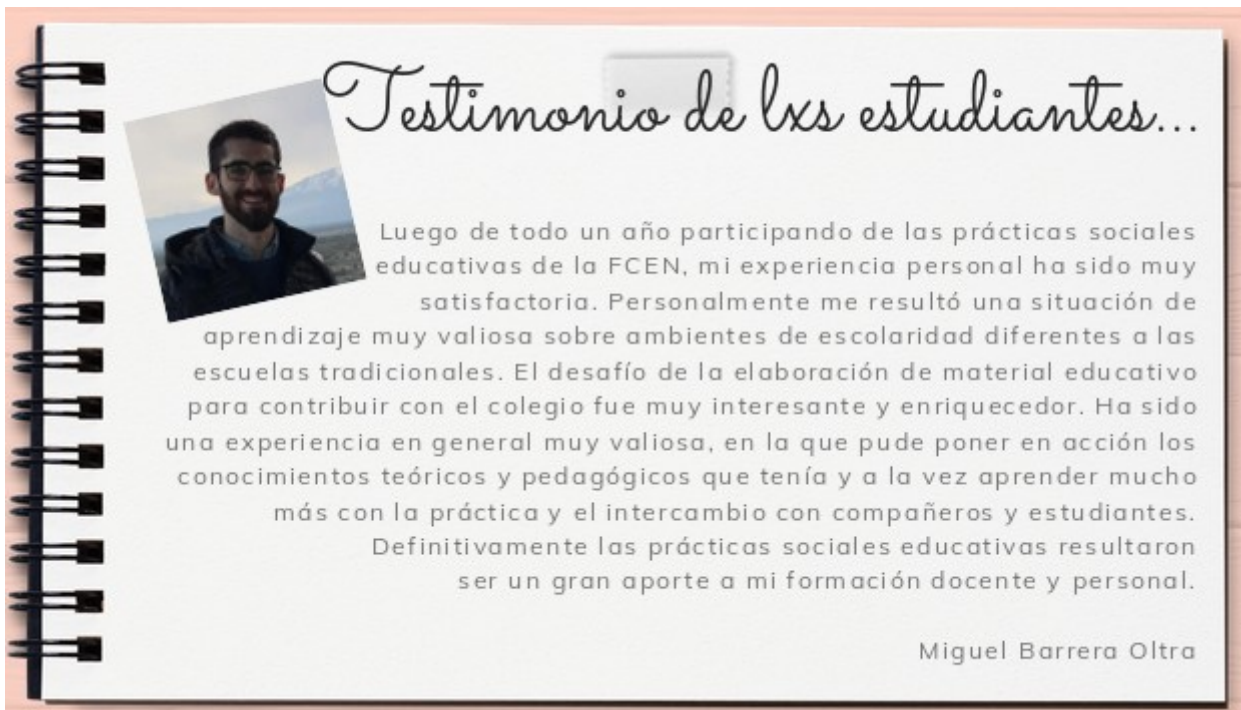 Testimonio de lxs estudiantes...
Luego de todo un año participando de las prácticas sociales
educativas de la FCEN, mi experiencia personal ha sido muy
satisfactoria. Personalmente me resultó una situación de
aprendizaje muy valiosa sobre ambientes de escolaridad diferentes a las
escuelas tradicionales. El desafío de la elaboración de material educativo
para contribuir con el colegio fue muy interesante y enriquecedor. Ha sido
una experiencia en general muy valiosa, en la que pude poner en acción los
conocimientos teóricos y pedagógicos que tenía y a la vez aprender mucho
más con la práctica y el intercambio con compañeros y estudiantes.
Definitivamente las prácticas sociales educativas resultaron
ser un gran aporte a mi formación docente y personal.
Miguel Barrera Oltra